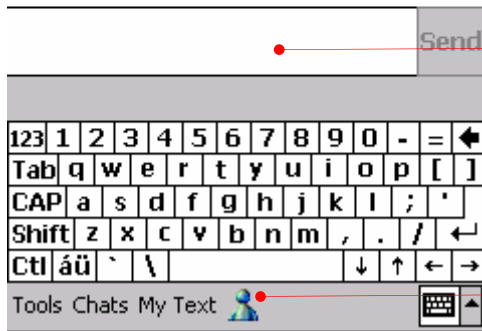 Send
123 1 2 3 4 5 6 7 8 9 0 - =
Tab q w e r t y u i o p [ ]
CAP a s d f g h j k l ; '
Shift z x c v b n m , . /
Ctl áü ` \
Tools Chats My Text